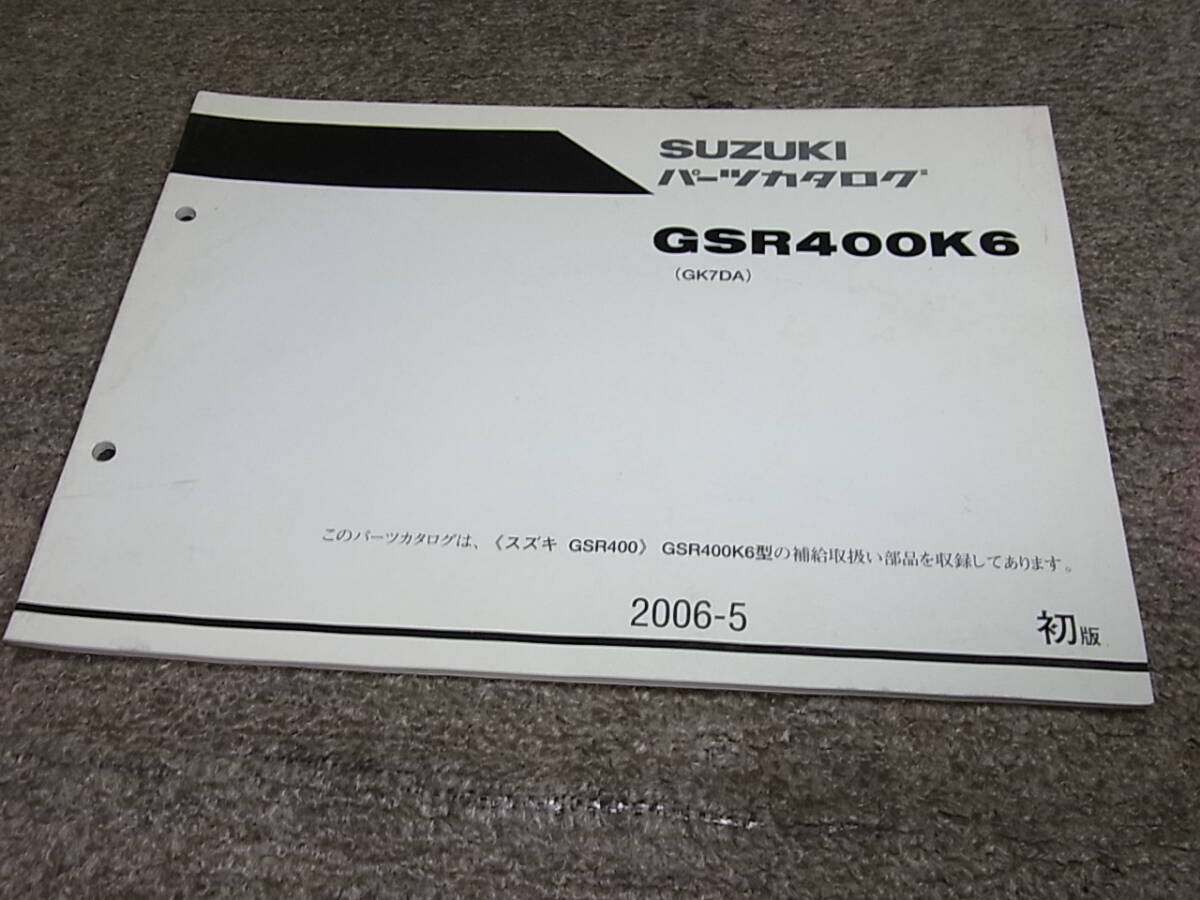 SUZUKI
パーツカタログ
GSR400K6
(GK7DA)
このパーツカタログは、《スズキ GSR400》 GSR400K6型の補給取扱い部品を収録してあります。
2006-5
初版